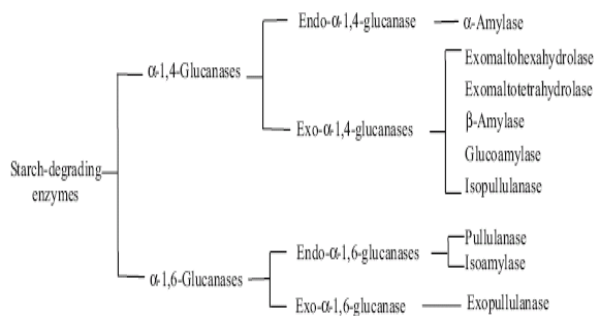 Endo-α-1,4-glucanase
α-Amylase
α-1,4-Glucanases
Exomaltohexahydrolase
Exomaltotetrahydrolase
Exo-α-1,4-glucanases
β-Amylase
Glucoamylase
Isopullulanase
Starch-degrading
enzymes
α-1,6-Glucanases
Endo-α-1,6-glucanases
Pullulanase
Isoamylase
Exo-α-1,6-glucanase
Exopullulanase